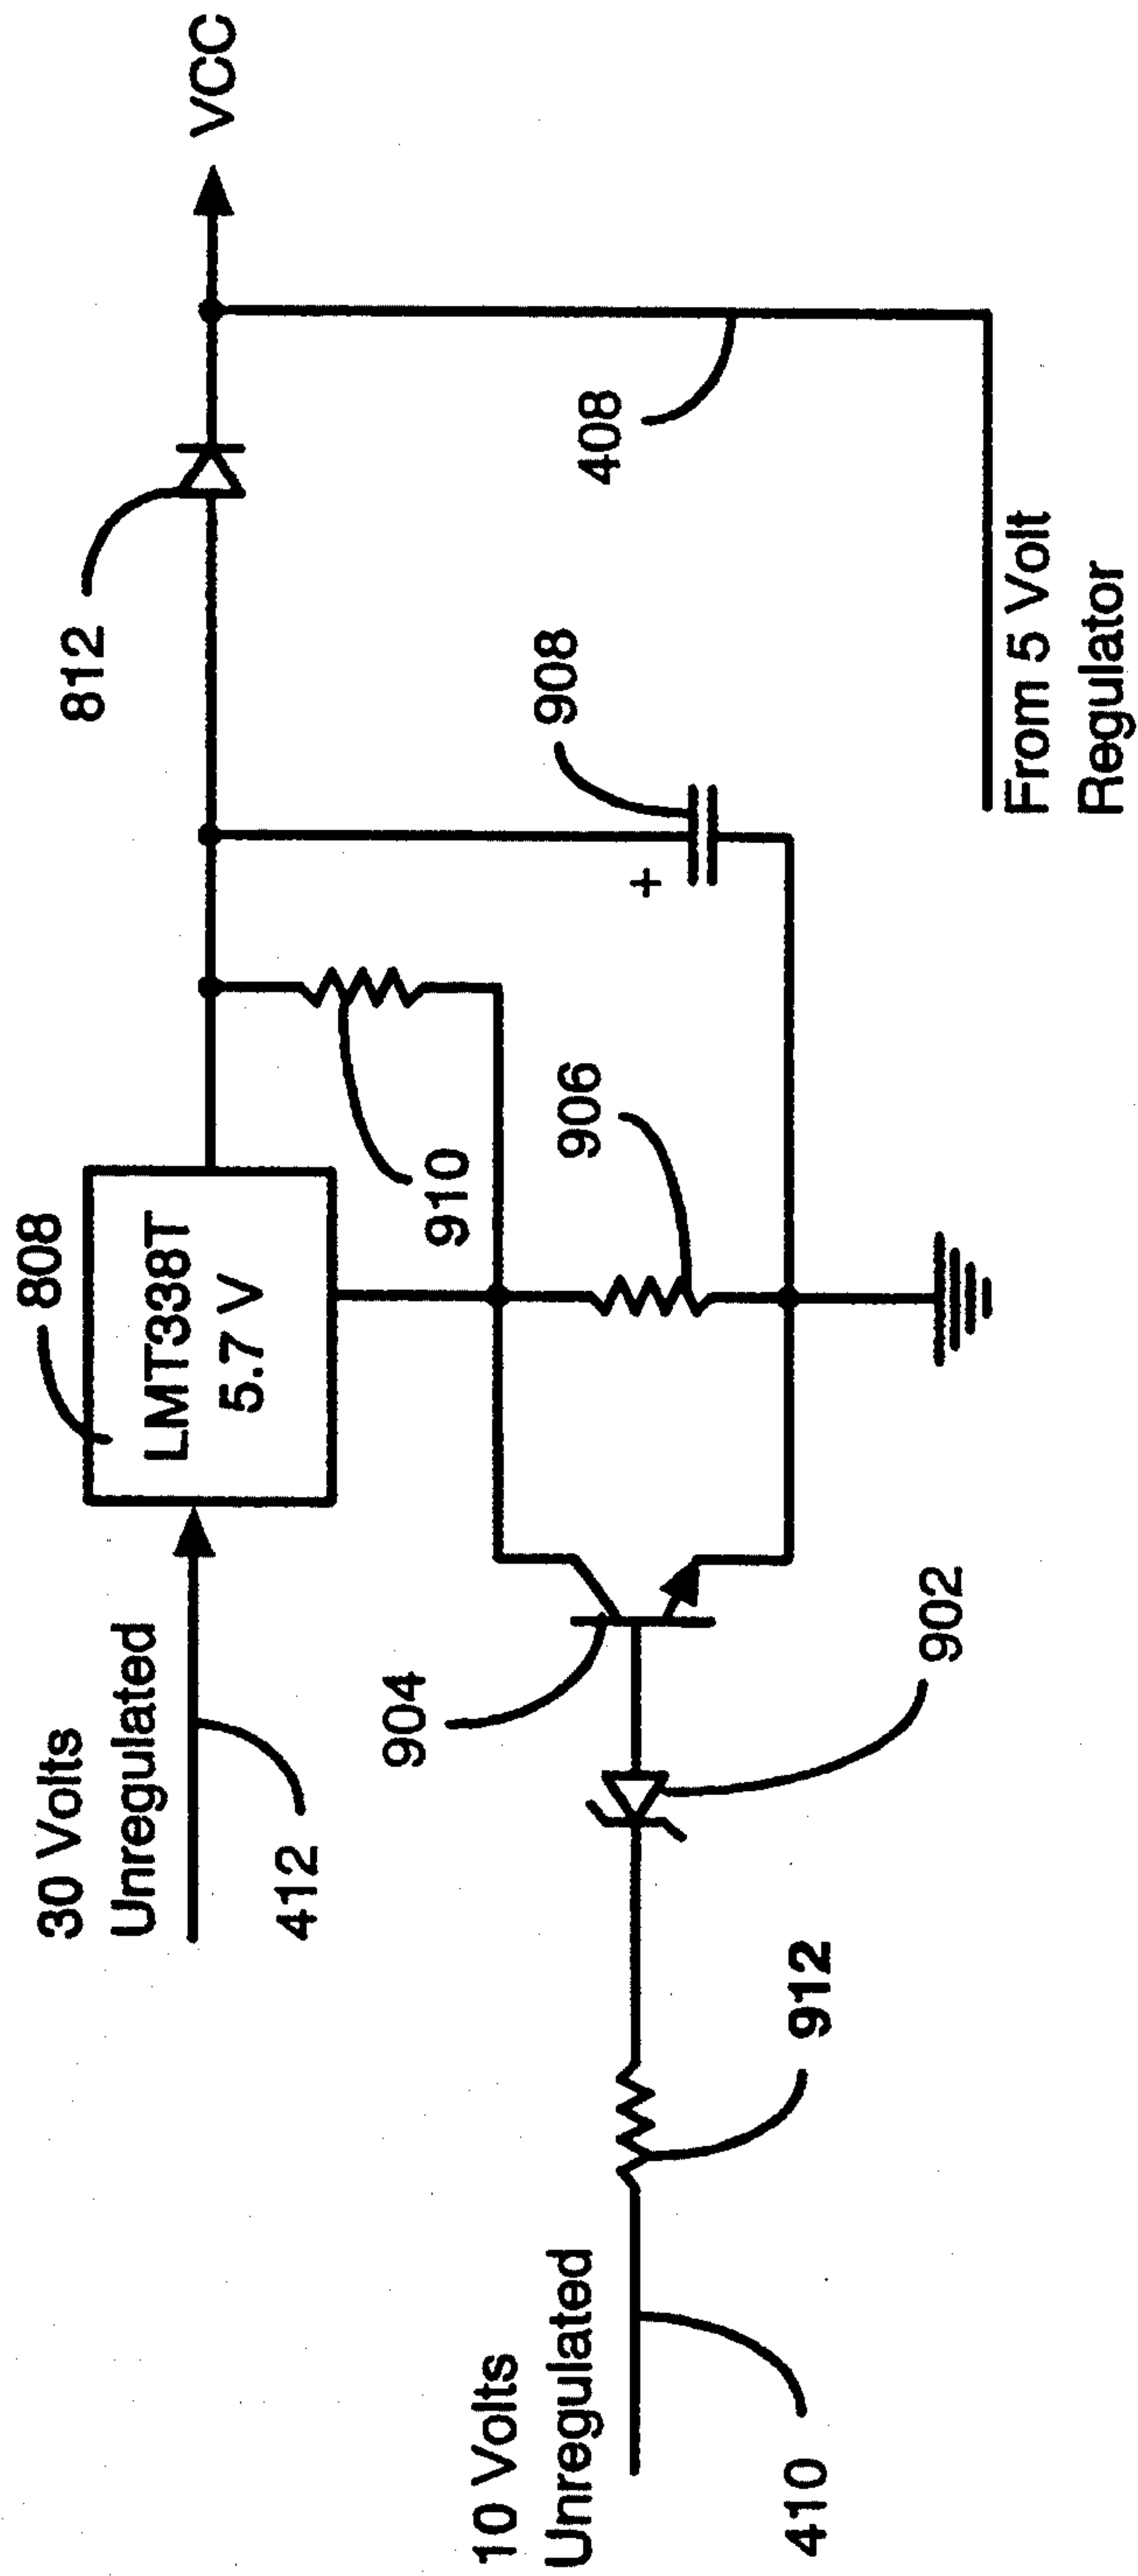 30 Volts
Unregulated
412
808
LMT338T
5.7 V
812
VCC
910
908
408
906
904
902
10 Volts
Unregulated
410
912
+
From 5 Volt
Regulator